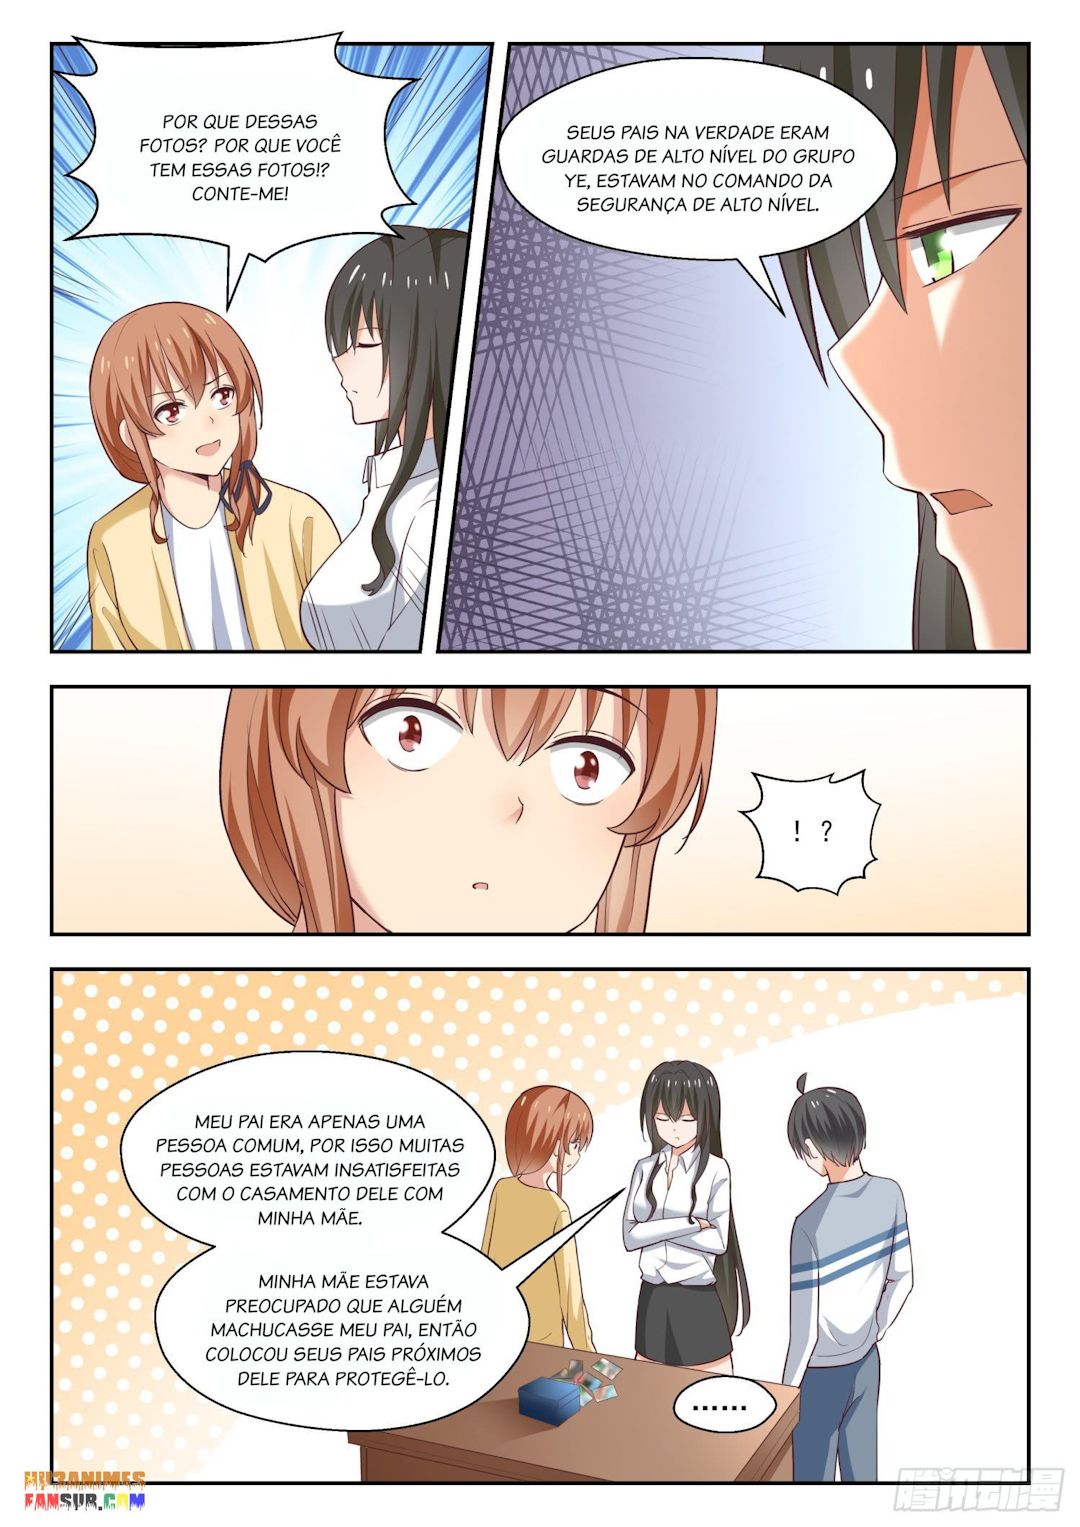 POR QUE DESSAS
FOTOS? POR QUE VOCÊ
TEM ESSAS FOTOS!?
CONTE-ME!
SEUS PAIS NA VERDADE ERAM
GUARDAS DE ALTO NÍVEL DO GRUPO
YE, ESTAVAM NO COMANDO DA
SEGURANÇA DE ALTO NÍVEL.
! ?
MEU PAI ERA APENAS UMA
PESSOA COMUM, POR ISSO MUITAS
PESSOAS ESTAVAM INSATISFEITAS
COM O CASAMENTO DELE COM
MINHA MÃE.
MINHA MÃE ESTAVA
PREOCUPADO QUE ALGUÉM
MACHUCASSE MEU PAI, ENTÃO
COLOCOU SEUS PAIS PRÓXIMOS
DELE PARA PROTEGÊ-LO.
......
HUZANIMES
FANSUB.COM
腾讯动漫